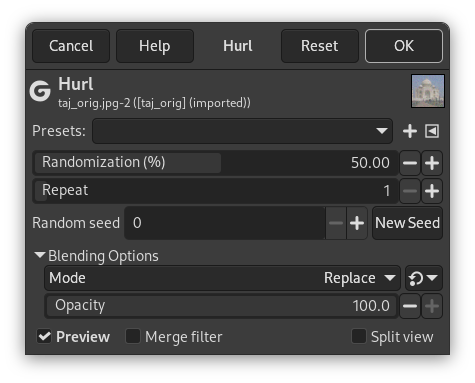 Cancel Help Hurl Reset OK
Hurl
taj_orig.jpg-2 ([taj_orig] (imported))
Presets:
Randomization (%) 50.00
Repeat 1
Random seed 0 New Seed
Blending Options
Mode Replace
Opacity 100.0
Preview Merge filter Split view